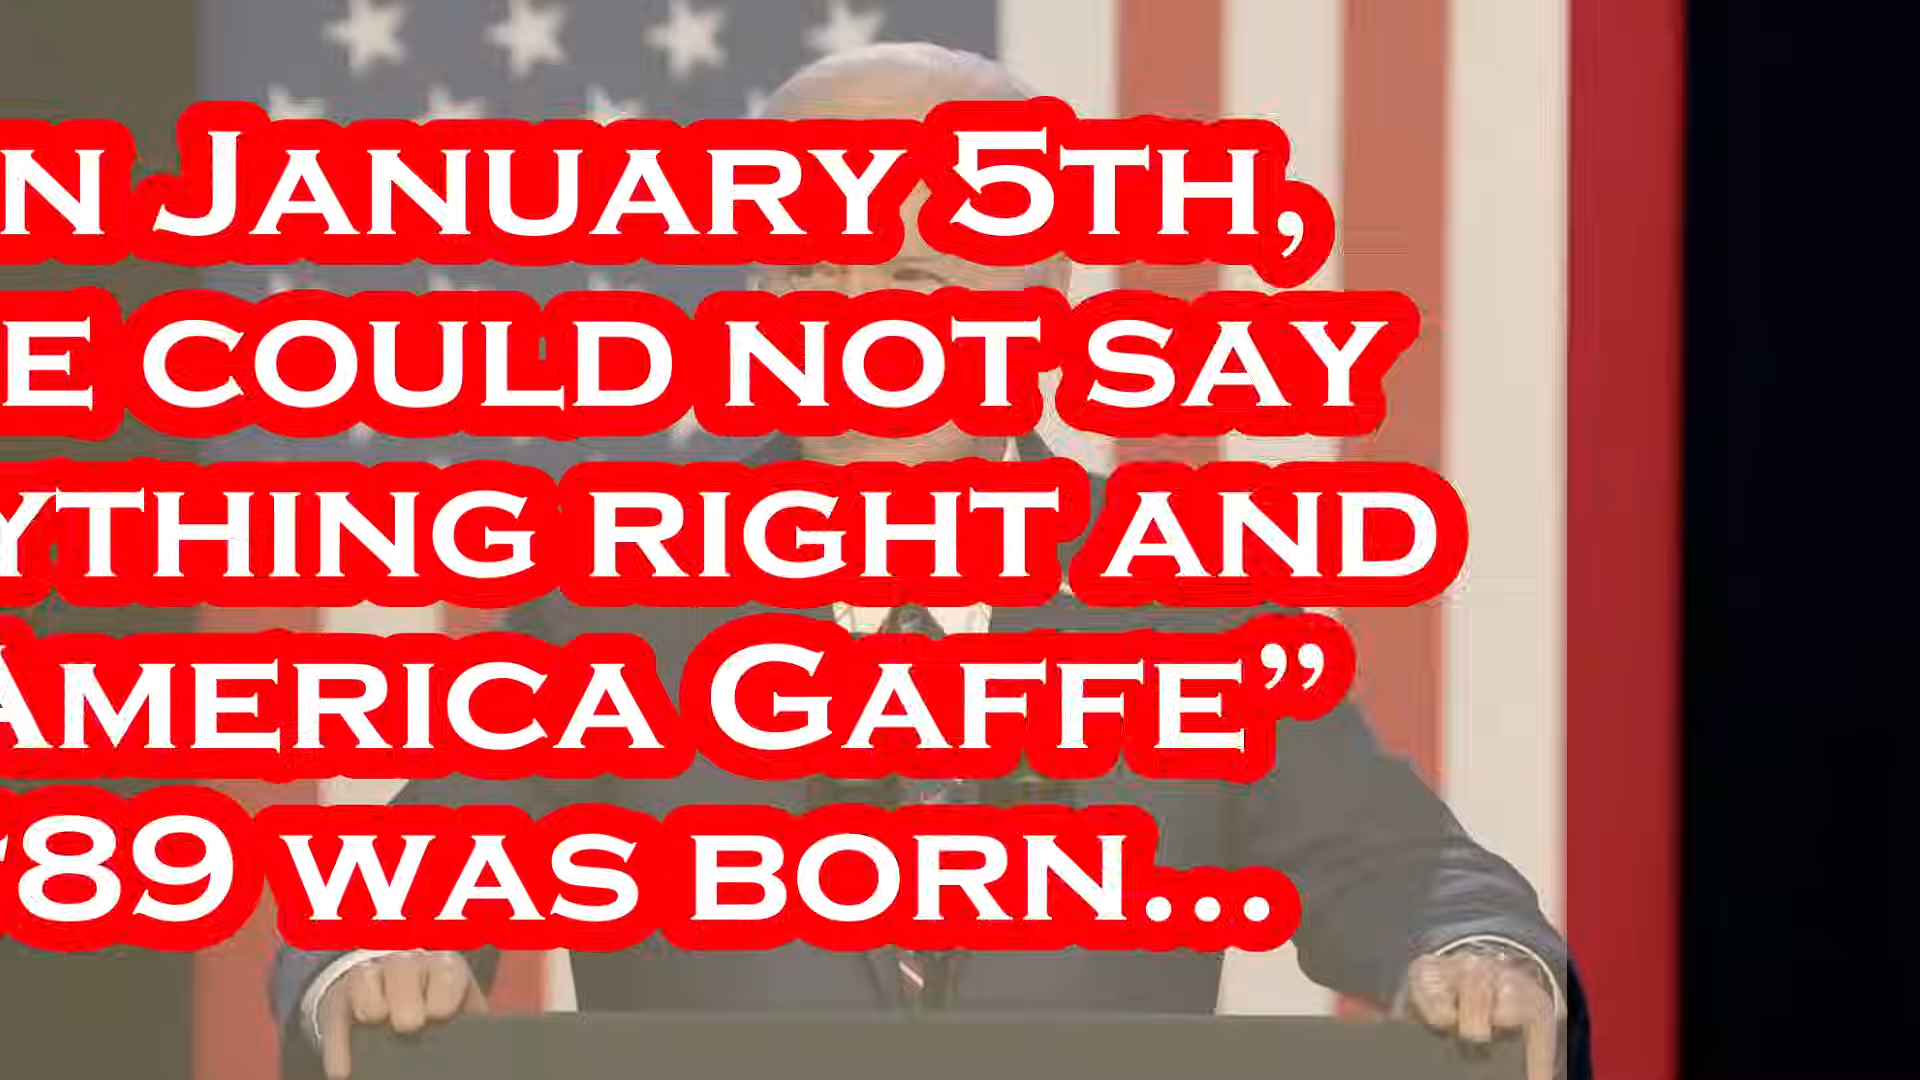 n January 5th,
e could not say
ything right and
America Gaffe”
#89 was born...